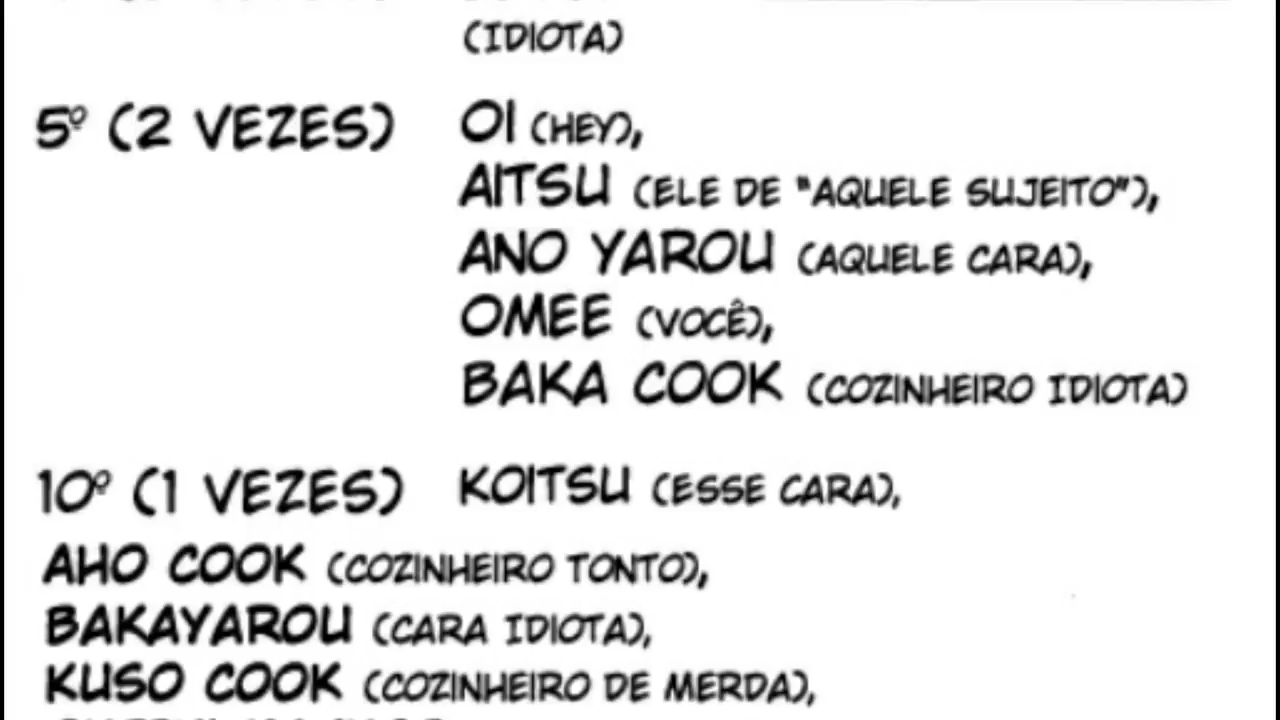 (IDIOTA)
5º (2 VEZES) OI (HEY),
AITSU (ELE DE "AQUELE SUJEITO"),
ANO YAROU (AQUELE CARA),
OMEE (VOCÊ),
BAKA COOK (COZINHEIRO IDIOTA)
10º (1 VEZES) KOITSU (ESSE CARA),
AHO COOK (COZINHEIRO TONTO),
BAKAYAROU (CARA IDIOTA),
KUSO COOK (COZINHEIRO DE MERDA),